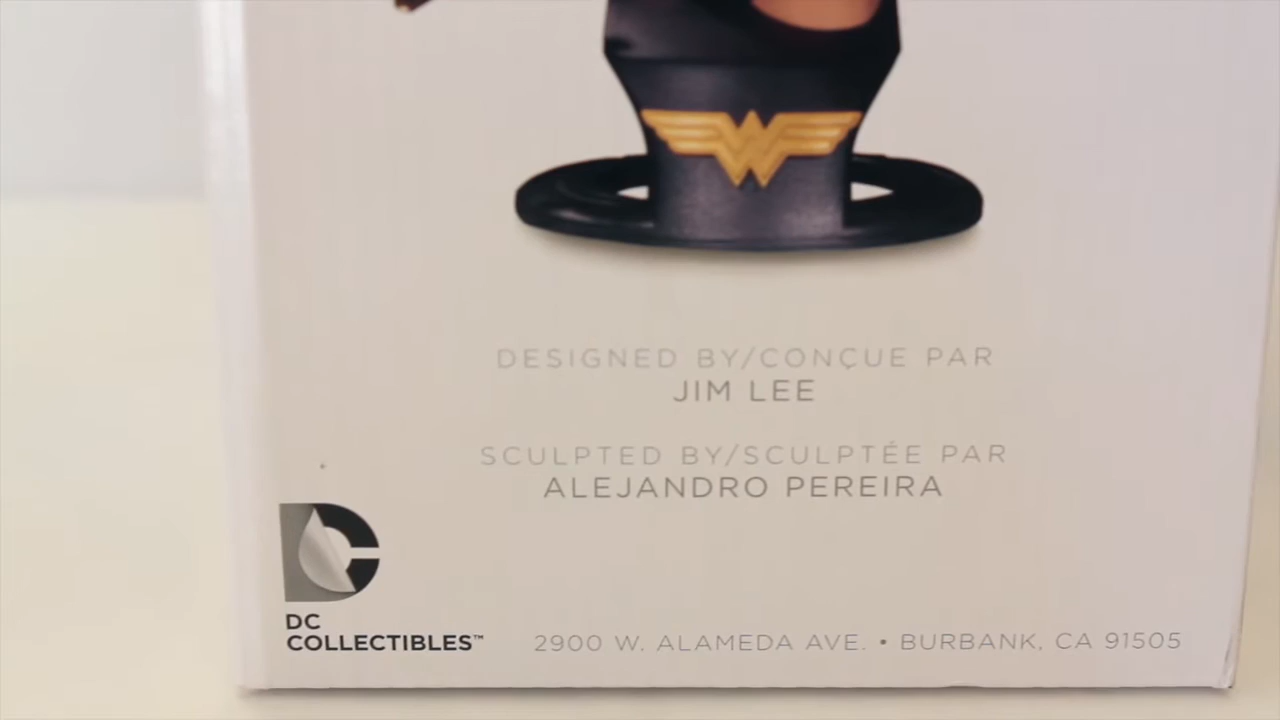 DESIGNED BY/CONÇUE PAR
JIM LEE
SCULPTED BY/SCULPTÉE PAR
ALEJANDRO PEREIRA
DC
COLLECTIBLES™
2900 W. ALAMEDA AVE. • BURBANK, CA 91505